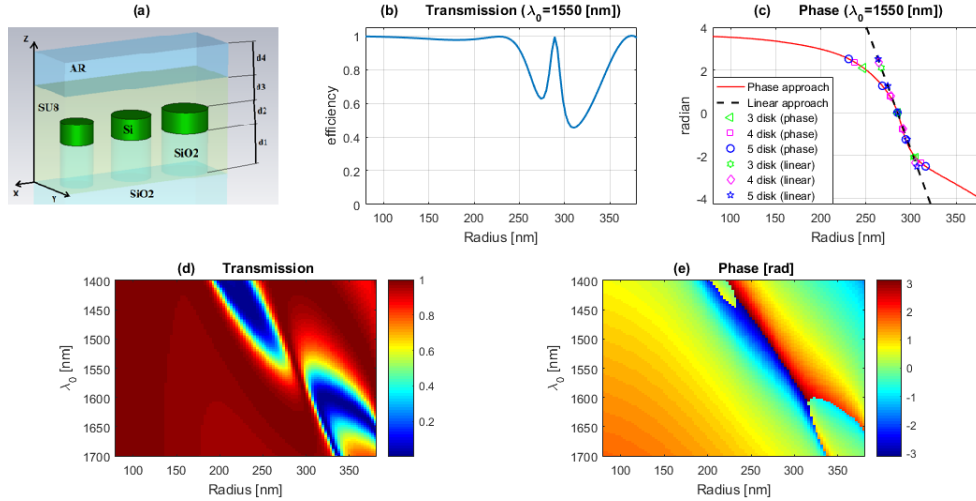 (a)
Z
AR
SU8
Si
SiO2
SiO2
X
Y
d4
d3
d2
d1
(b) Transmission (λ0=1550 [nm])
efficiency
1
0.8
0.6
0.4
0.2
0
100 150 200 250 300 350
Radius [nm]
(c) Phase (λ0=1550 [nm])
radian
4
2
0
-2
-4
Phase approach
Linear approach
3 disk (phase)
4 disk (phase)
5 disk (phase)
3 disk (linear)
4 disk (linear)
5 disk (linear)
100 150 200 250 300 350
Radius [nm]
(d) Transmission
λ0 [nm]
1400
1450
1500
1550
1600
1650
1700
100 150 200 250 300 350
Radius [nm]
1
0.8
0.6
0.4
0.2
(e) Phase [rad]
λ0 [nm]
1400
1450
1500
1550
1600
1650
1700
100 150 200 250 300 350
Radius [nm]
3
2
1
0
-1
-2
-3